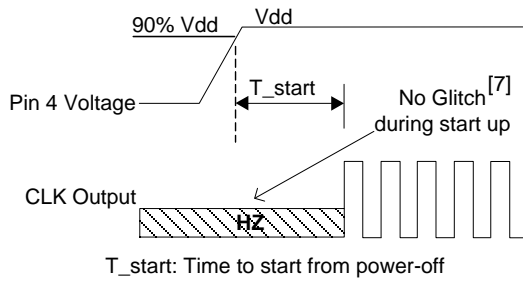 90% Vdd
Vdd
T_start
Pin 4 Voltage
No Glitch[7]
during start up
CLK Output
HZ
T_start: Time to start from power-off